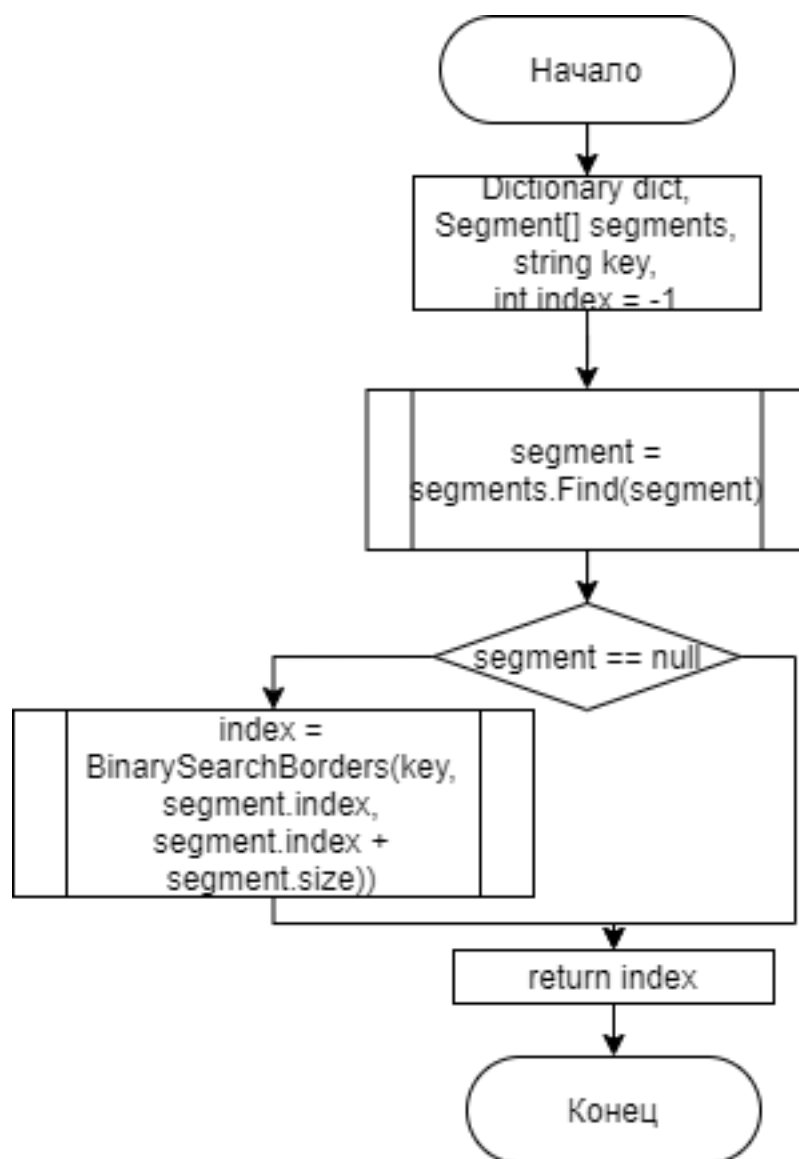 Начало
Dictionary dict,
Segment[] segments,
string key,
int index = -1
segment =
segments.Find(segment)
segment == null
index =
BinarySearchBorders(key,
segment.index,
segment.index +
segment.size))
return index
Конец